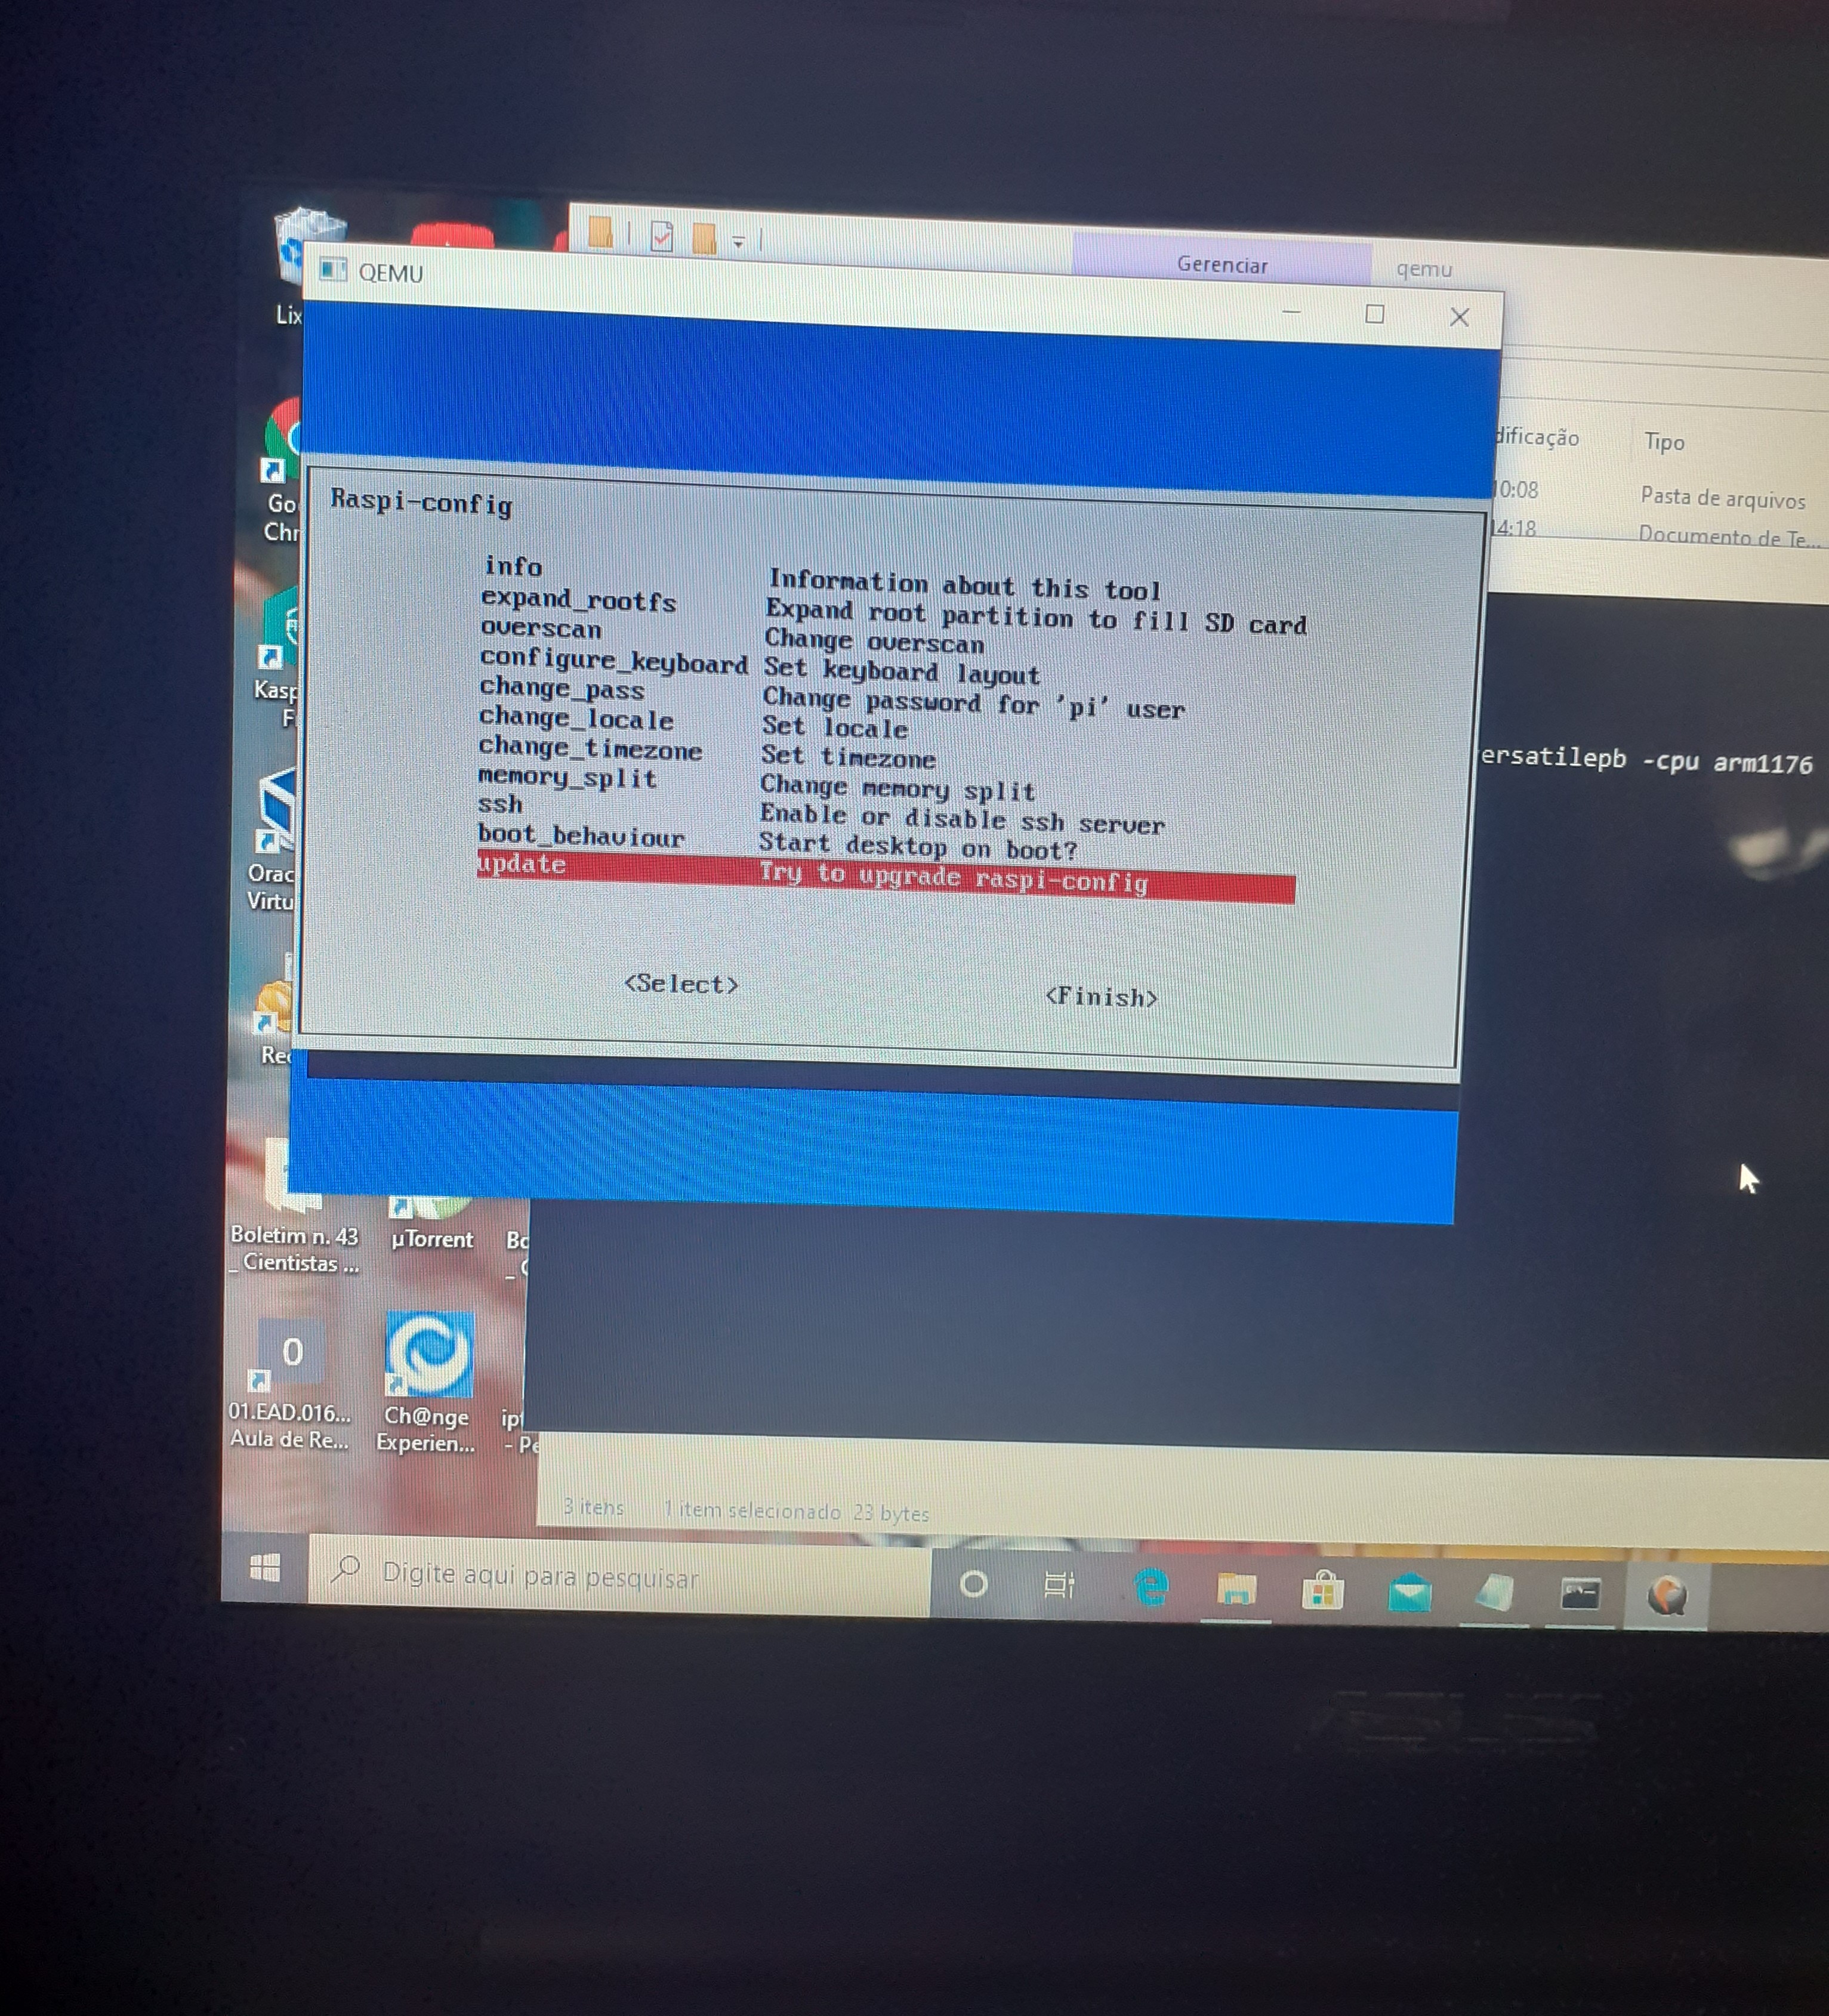 Gerenciar
qemu
QEMU
Lix
dificação
Tipo
10:08
Pasta de arquivos
14:18
Documento de Te...
Go
Chr
Raspi-config
info Information about this tool
expand_rootfs Expand root partition to fill SD card
overscan Change overscan
configure_keyboard Set keyboard layout
change_pass Change password for 'pi' user
change_locale Set locale
change_timezone Set timezone
memory_split Change memory split
ssh Enable or disable ssh server
boot_behaviour Start desktop on boot?
update Try to upgrade raspi-config
<Select> <Finish>
Kasp
F
ersatilepb -cpu arm1176
Orac
Virtu
Rec
Boletim n. 43
_ Cientistas ...
µTorrent
0
01.EAD.016...
Aula de Re...
Ch@nge
Experien...
ipt
- Pe
3 itens 1 item selecionado 23 bytes
Digite aqui para pesquisar